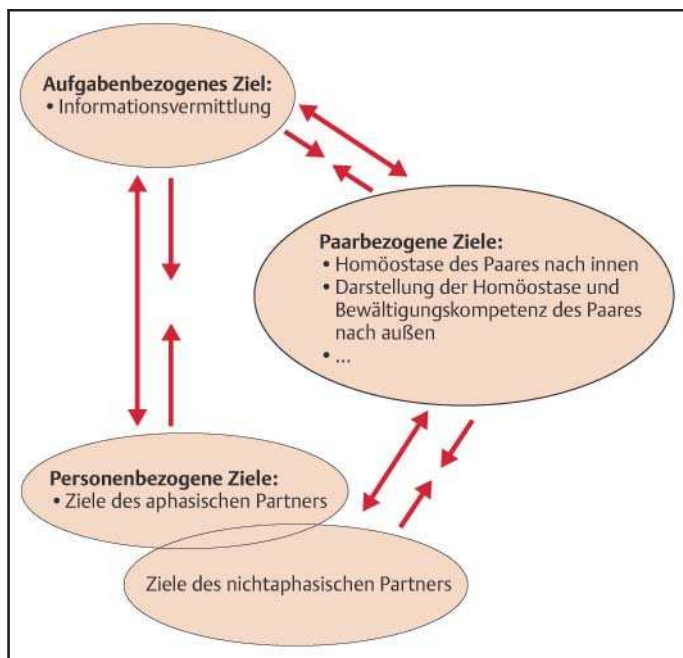 Aufgabenbezogenes Ziel:
• Informationsvermittlung
Paarbezogene Ziele:
• Homöostase des Paares nach innen
• Darstellung der Homöostase und
Bewältigungskompetenz des Paares
nach außen
• ...
Personenbezogene Ziele:
• Ziele des aphasischen Partners
Ziele des nichtaphasischen Partners